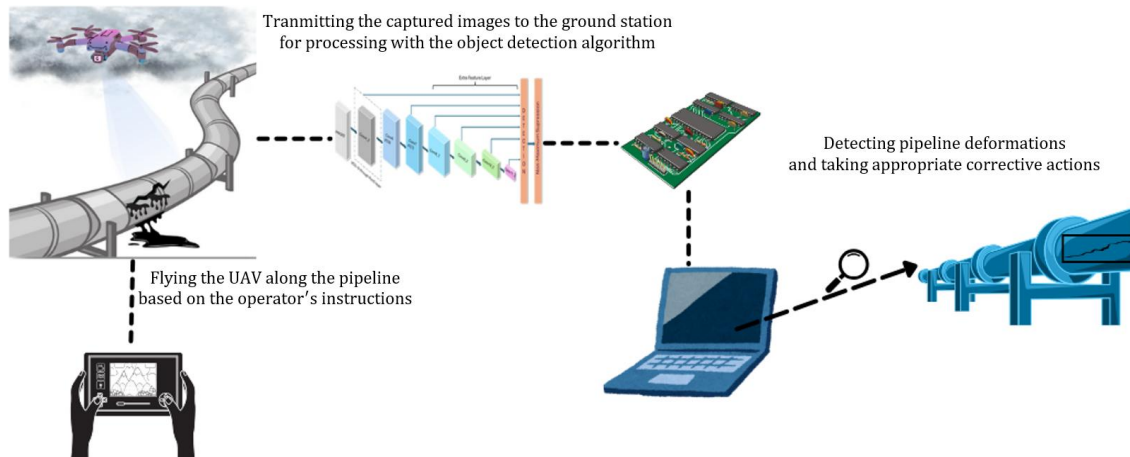 Tranmitting the captured images to the ground station
for processing with the object detection algorithm
Detecting pipeline deformations
and taking appropriate corrective actions
Flying the UAV along the pipeline
based on the operator's instructions